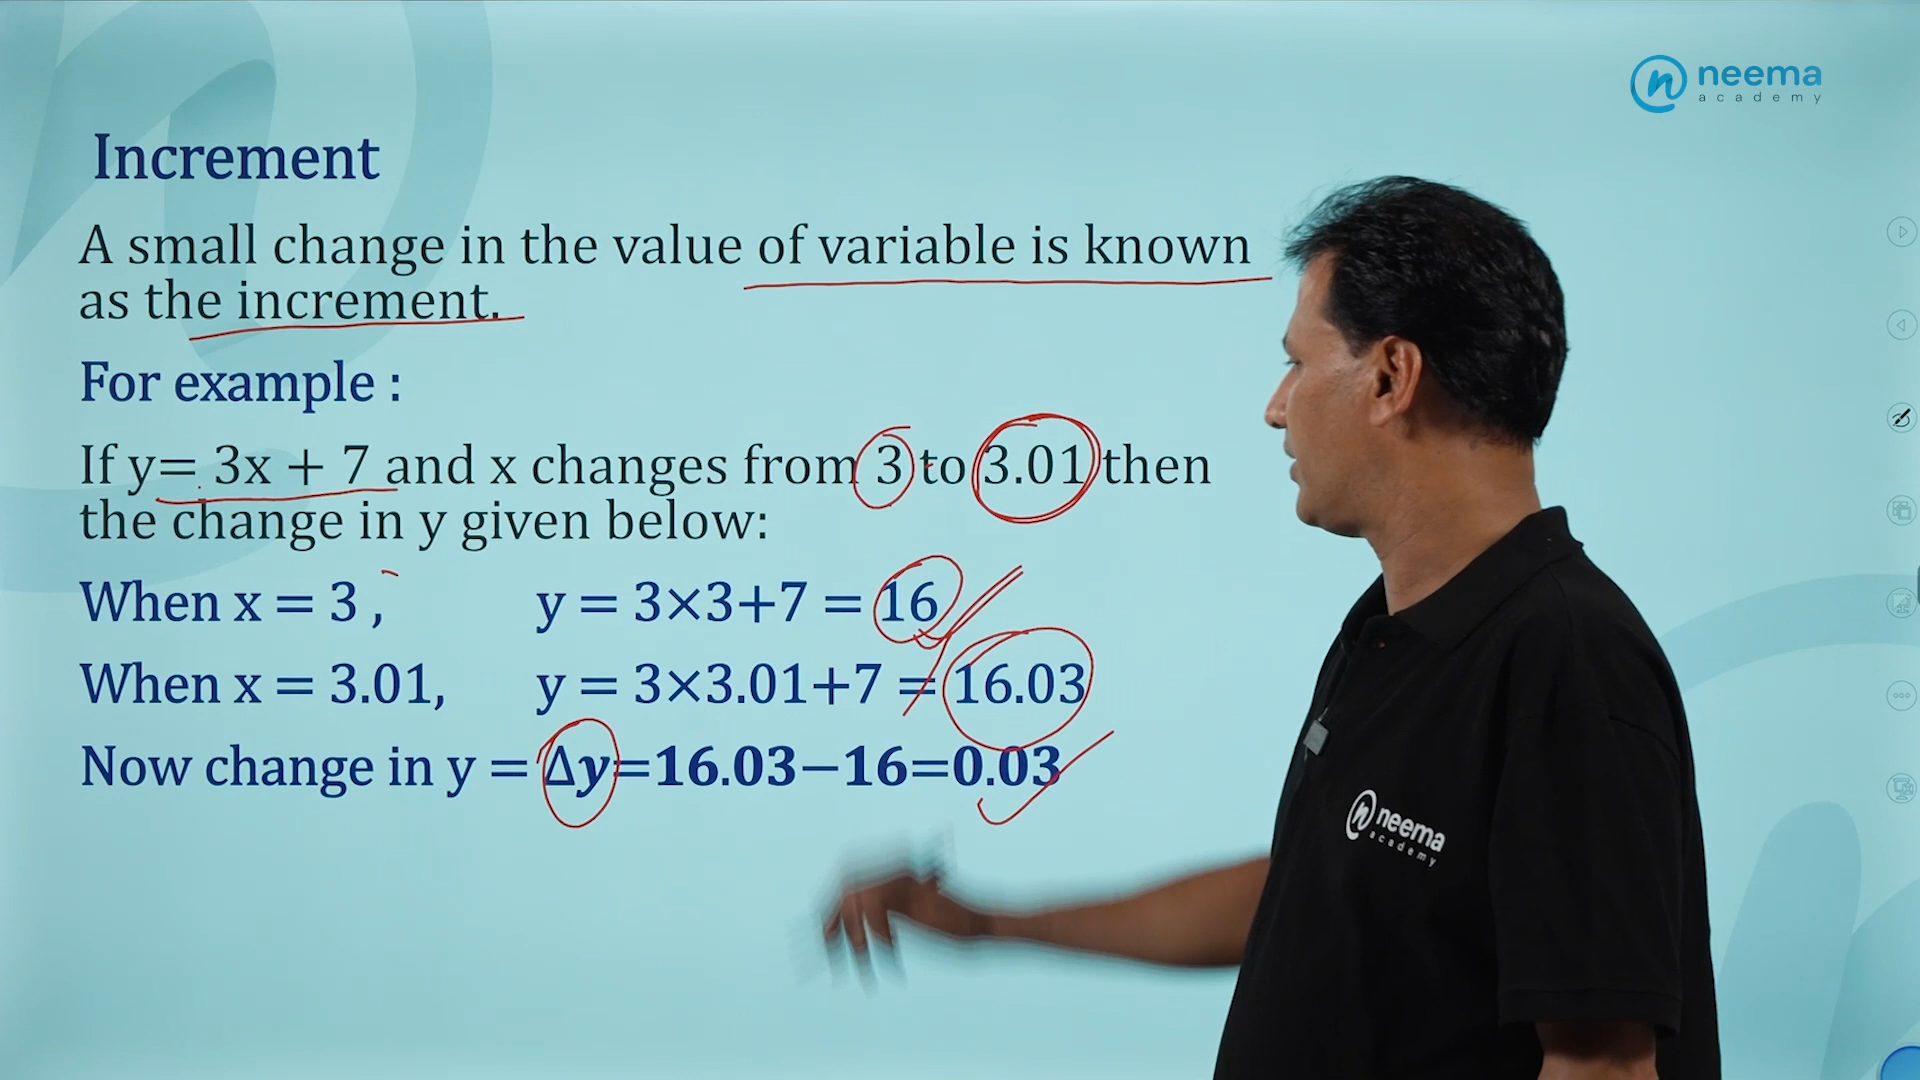 neema
academy
Increment
A small change in the value of variable is known
as the increment.
For example :
If y= 3x + 7 and x changes from 3 to 3.01 then
the change in y given below:
When x = 3 , y = 3×3+7 = 16
When x = 3.01, y = 3×3.01+7 = 16.03
Now change in y = Δy=16.03−16=0.03
neema
academy